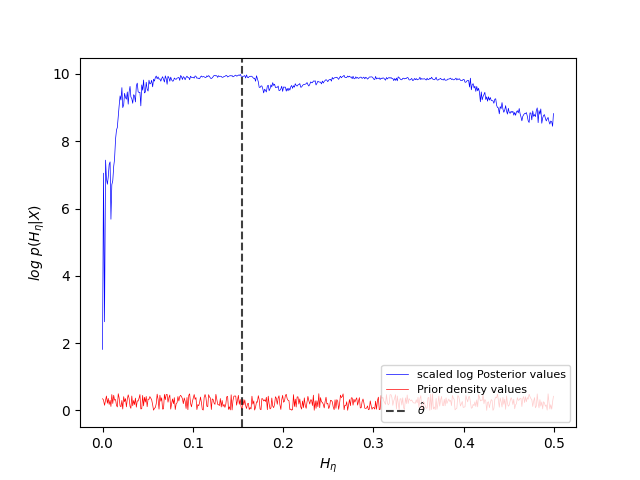 10
8
6
4
2
0
log p(H_η|X)
scaled log Posterior values
Prior density values
θ̂
0.0 0.1 0.2 0.3 0.4 0.5
H_η